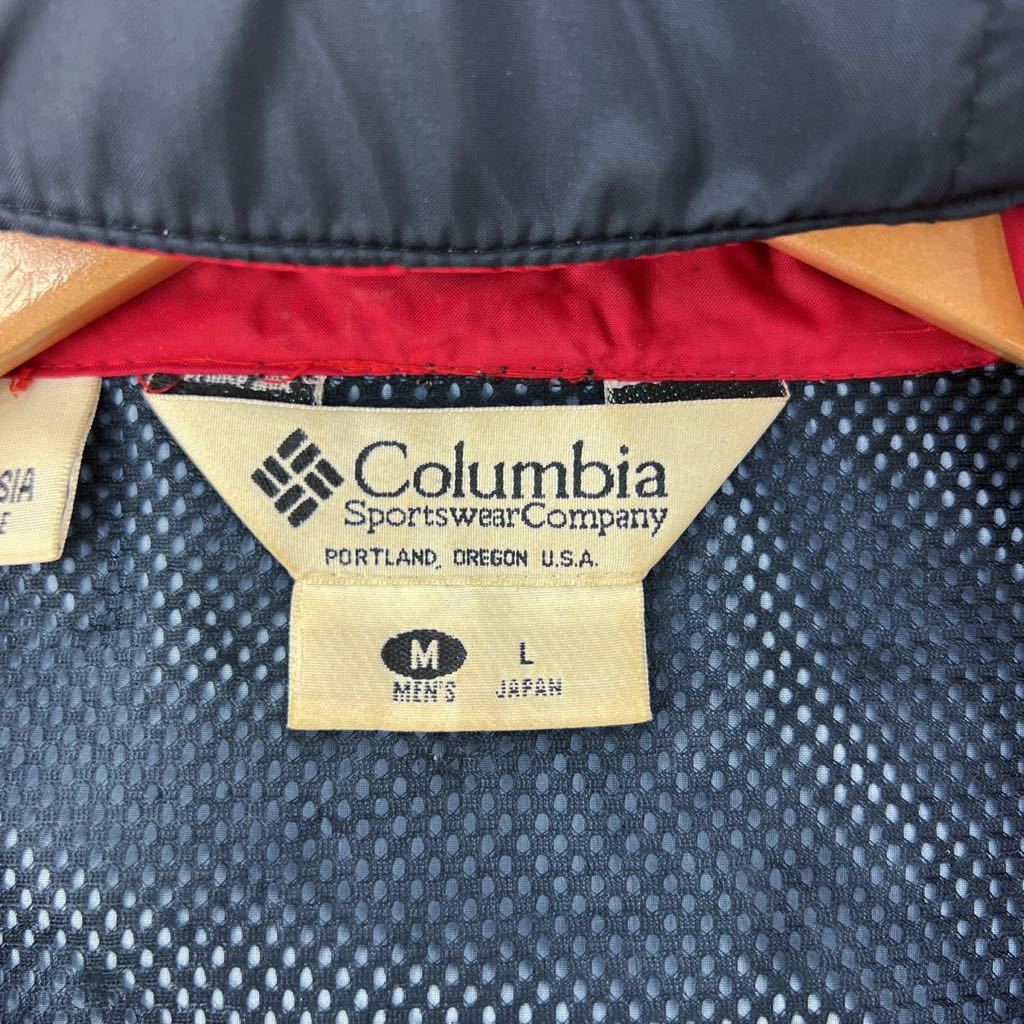 Columbia
SportswearCompany
PORTLAND, OREGON U.S.A.
M L
MEN'S JAPAN
SIA
E